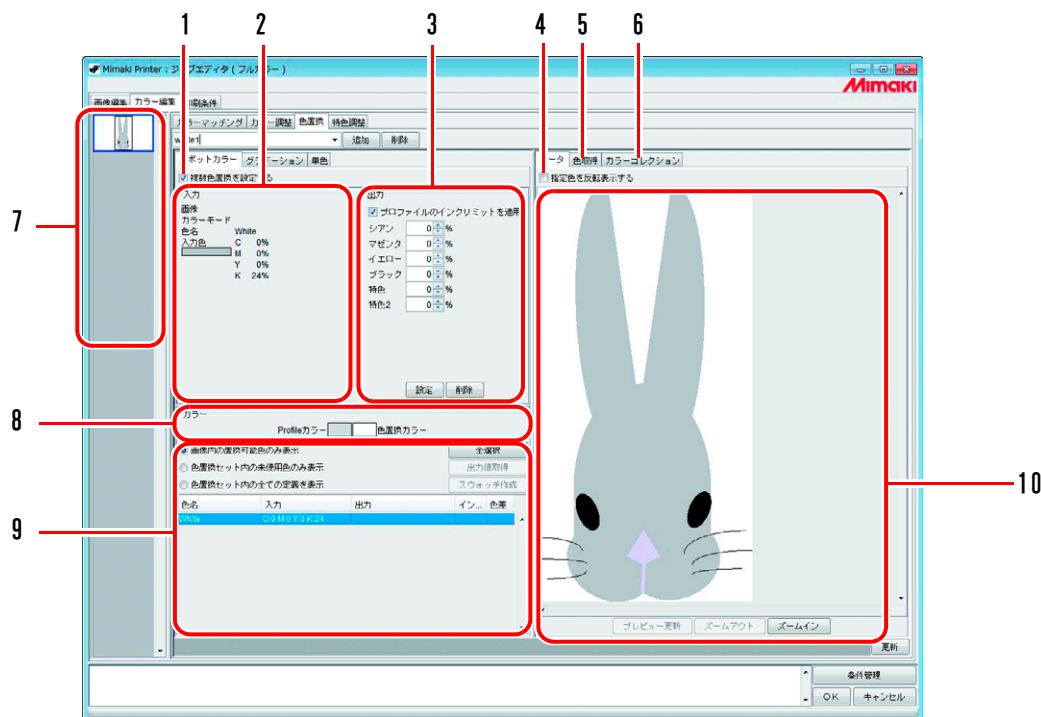 1 2 3 4 5 6
Mimaki Printer : ジョブエディタ ( フルカラー )
Mimaki
画像編集 カラー編集 印刷条件
カラーマッチング カラー調整 色置換 特色調整
white1 追加 削除
スポットカラー グラデーション 単色
データ 色取得 カラーコレクション
複数色置換を設定する
指定色を反転表示する
入力
画像
カラーモード
色名 White
入力色 C 0%
M 0%
Y 0%
K 24%
出力
プロファイルのインクリミットを適用
シアン 0 %
マゼンタ 0 %
イエロー 0 %
ブラック 0 %
特色 0 %
特色2 0 %
設定 削除
7
8
カラー
Profileカラー 色置換カラー
画像内の置換可能色のみ表示 全選択
色置換セット内の未使用色のみ表示 出力値取得
色置換セット内の全ての定義を表示 スウォッチ作成
色名 入力 出力 イン... 色差
White C:0 M:0 Y:0 K:24
9
10
プレビュー更新 ズームアウト ズームイン
更新
条件管理
OK キャンセル